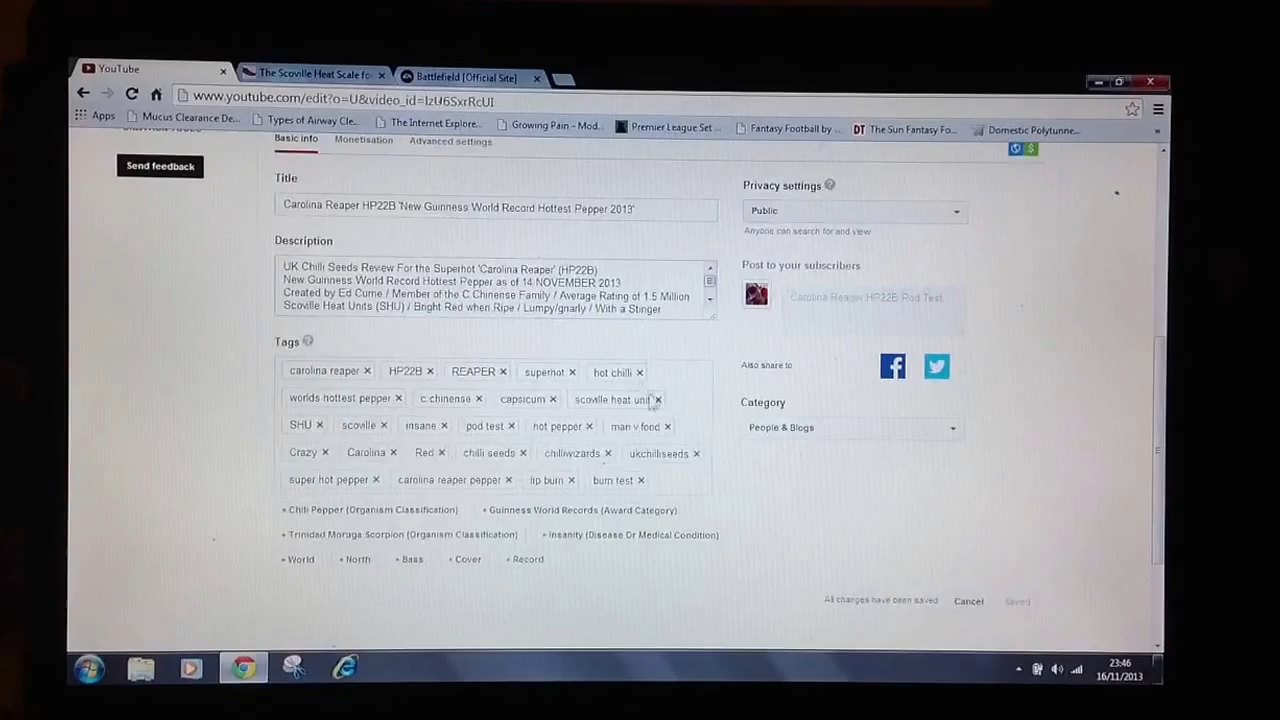 YouTube
The Scoville Heat Scale fo
Battlefield [Official Site]
www.youtube.com/edit?o=U&video_id=IzU6SxrRcUI
Apps
Mucus Clearance De...
Types of Airway Cle...
The Internet Explore...
Growing Pain - Mod...
Premier League Set ...
Fantasy Football by ...
DT The Sun Fantasy Fo...
Domestic Polytunne...
Basic info
Monetisation
Advanced settings
Send feedback
Title
Carolina Reaper HP22B 'New Guinness World Record Hottest Pepper 2013'
Description
UK Chilli Seeds Review For the Superhot 'Carolina Reaper' (HP22B)
New Guinness World Record Hottest Pepper as of 14 NOVEMBER 2013
Created by Ed Currie / Member of the C.Chinense Family / Average Rating of 1.5 Million
Scoville Heat Units (SHU) / Bright Red when Ripe / Lumpy/gnarly / With a Stinger
Privacy settings
Public
Anyone can search for and view
Post to your subscribers
Carolina Reaper HP22B Pod Test
Also share to
Category
People & Blogs
Tags
carolina reaper HP22B REAPER superhot hot chilli
worlds hottest pepper c.chinense capsicum scoville heat unit
SHU scoville insane pod test hot pepper man v food
Crazy Carolina Red chilli seeds chilliwizards ukchilliseeds
super hot pepper carolina reaper pepper lip burn burn test
+ Chili Pepper (Organism Classification) + Guinness World Records (Award Category)
+ Trinidad Moruga Scorpion (Organism Classification) + Insanity (Disease Or Medical Condition)
+ World + North + Bass + Cover + Record
All changes have been saved
Cancel
Saved
23:46
16/11/2013